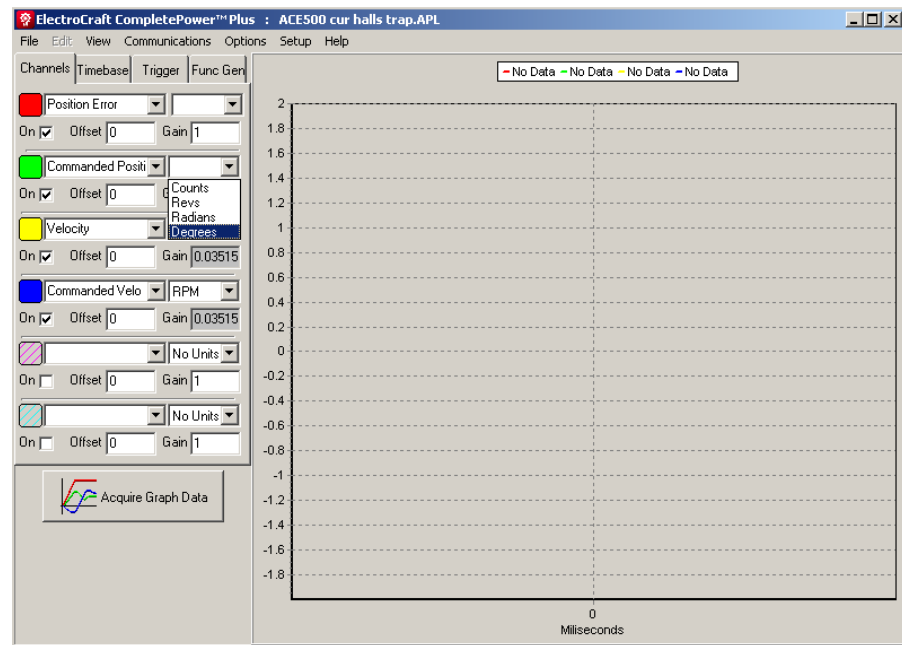 ElectroCraft CompletePower™Plus : ACE500 cur halls trap.APL
File Edit View Communications Options Setup Help
Channels Timebase Trigger Func Gen
Position Error
On Offset 0 Gain 1
Commanded Positi
On Offset 0 G
Counts
Revs
Radians
Degrees
Velocity
On Offset 0 Gain 0.03515
Commanded Velo RPM
On Offset 0 Gain 0.03515
No Units
On Offset 0 Gain 1
No Units
On Offset 0 Gain 1
Acquire Graph Data
No Data No Data No Data No Data
2
1.8
1.6
1.4
1.2
1
0.8
0.6
0.4
0.2
0
-0.2
-0.4
-0.6
-0.8
-1
-1.2
-1.4
-1.6
-1.8
0
Miliseconds